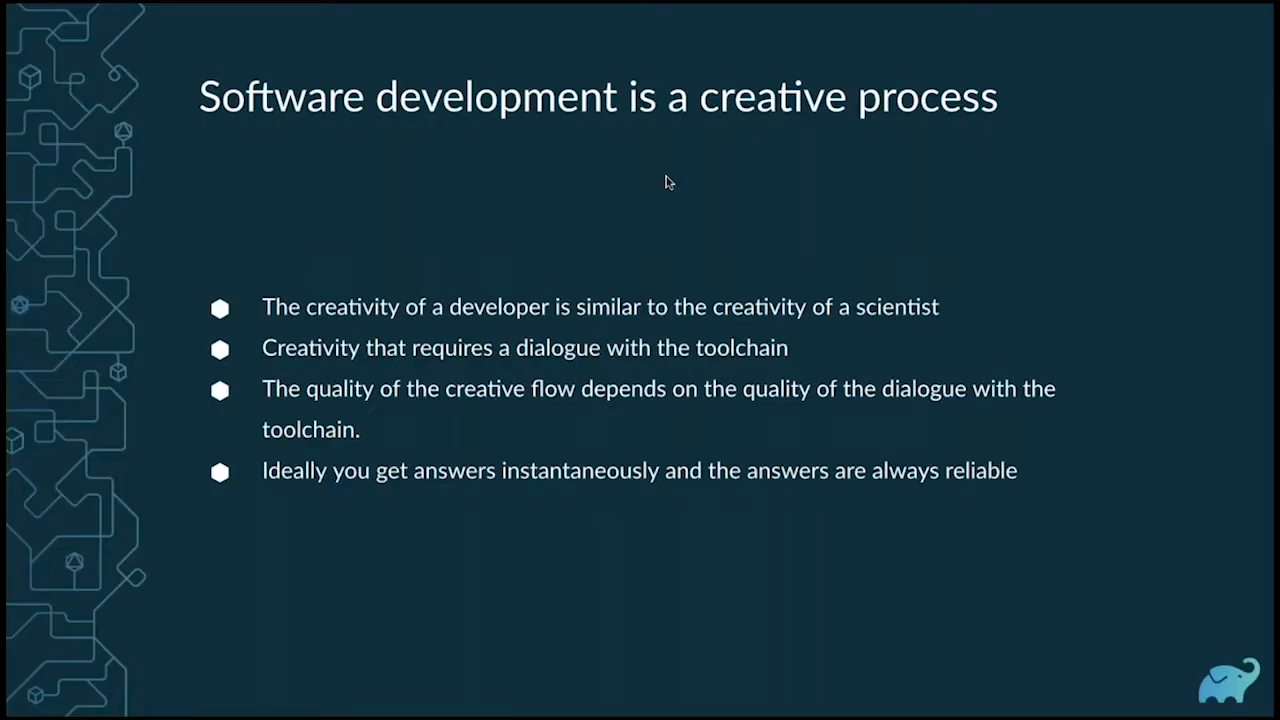 Software development is a creative process
The creativity of a developer is similar to the creativity of a scientist
Creativity that requires a dialogue with the toolchain
The quality of the creative flow depends on the quality of the dialogue with the
toolchain.
Ideally you get answers instantaneously and the answers are always reliable